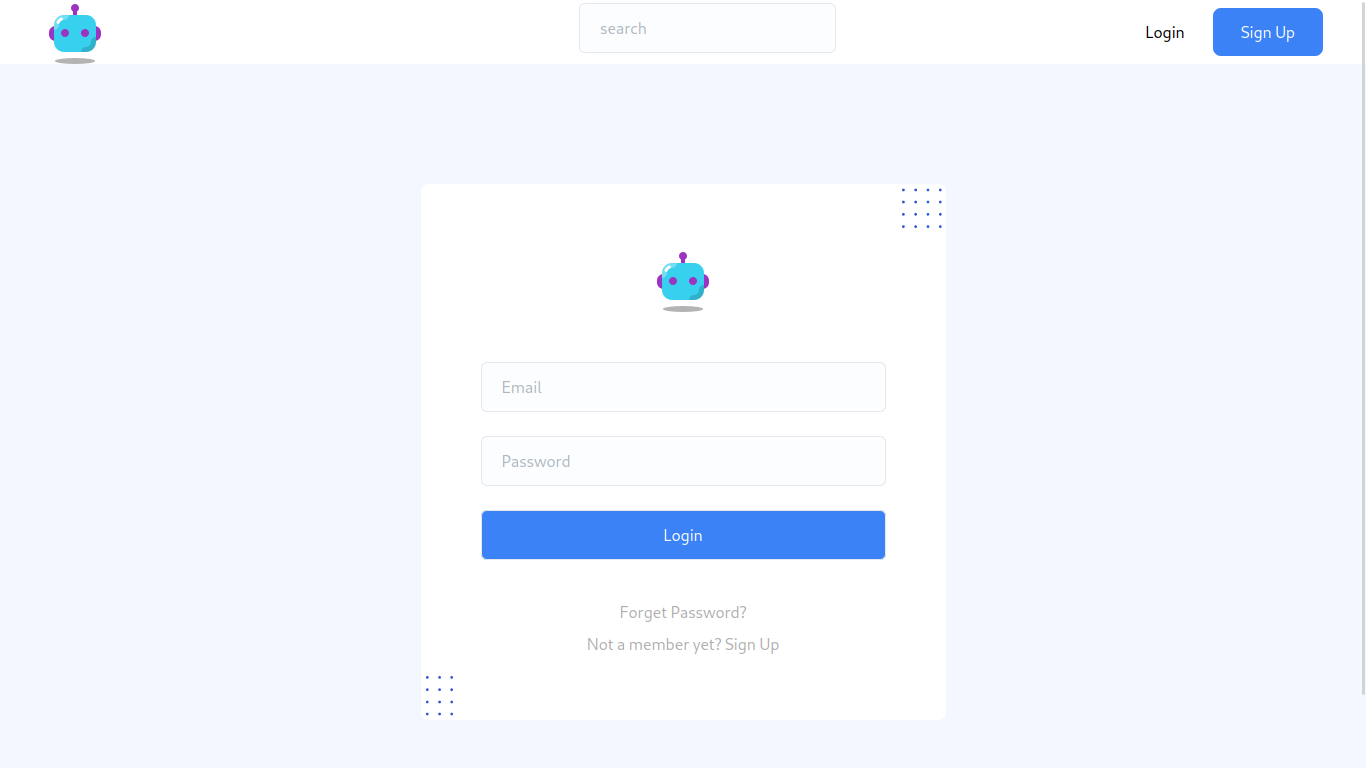 search
Login
Sign Up
Email
Password
Login
Forget Password?
Not a member yet? Sign Up